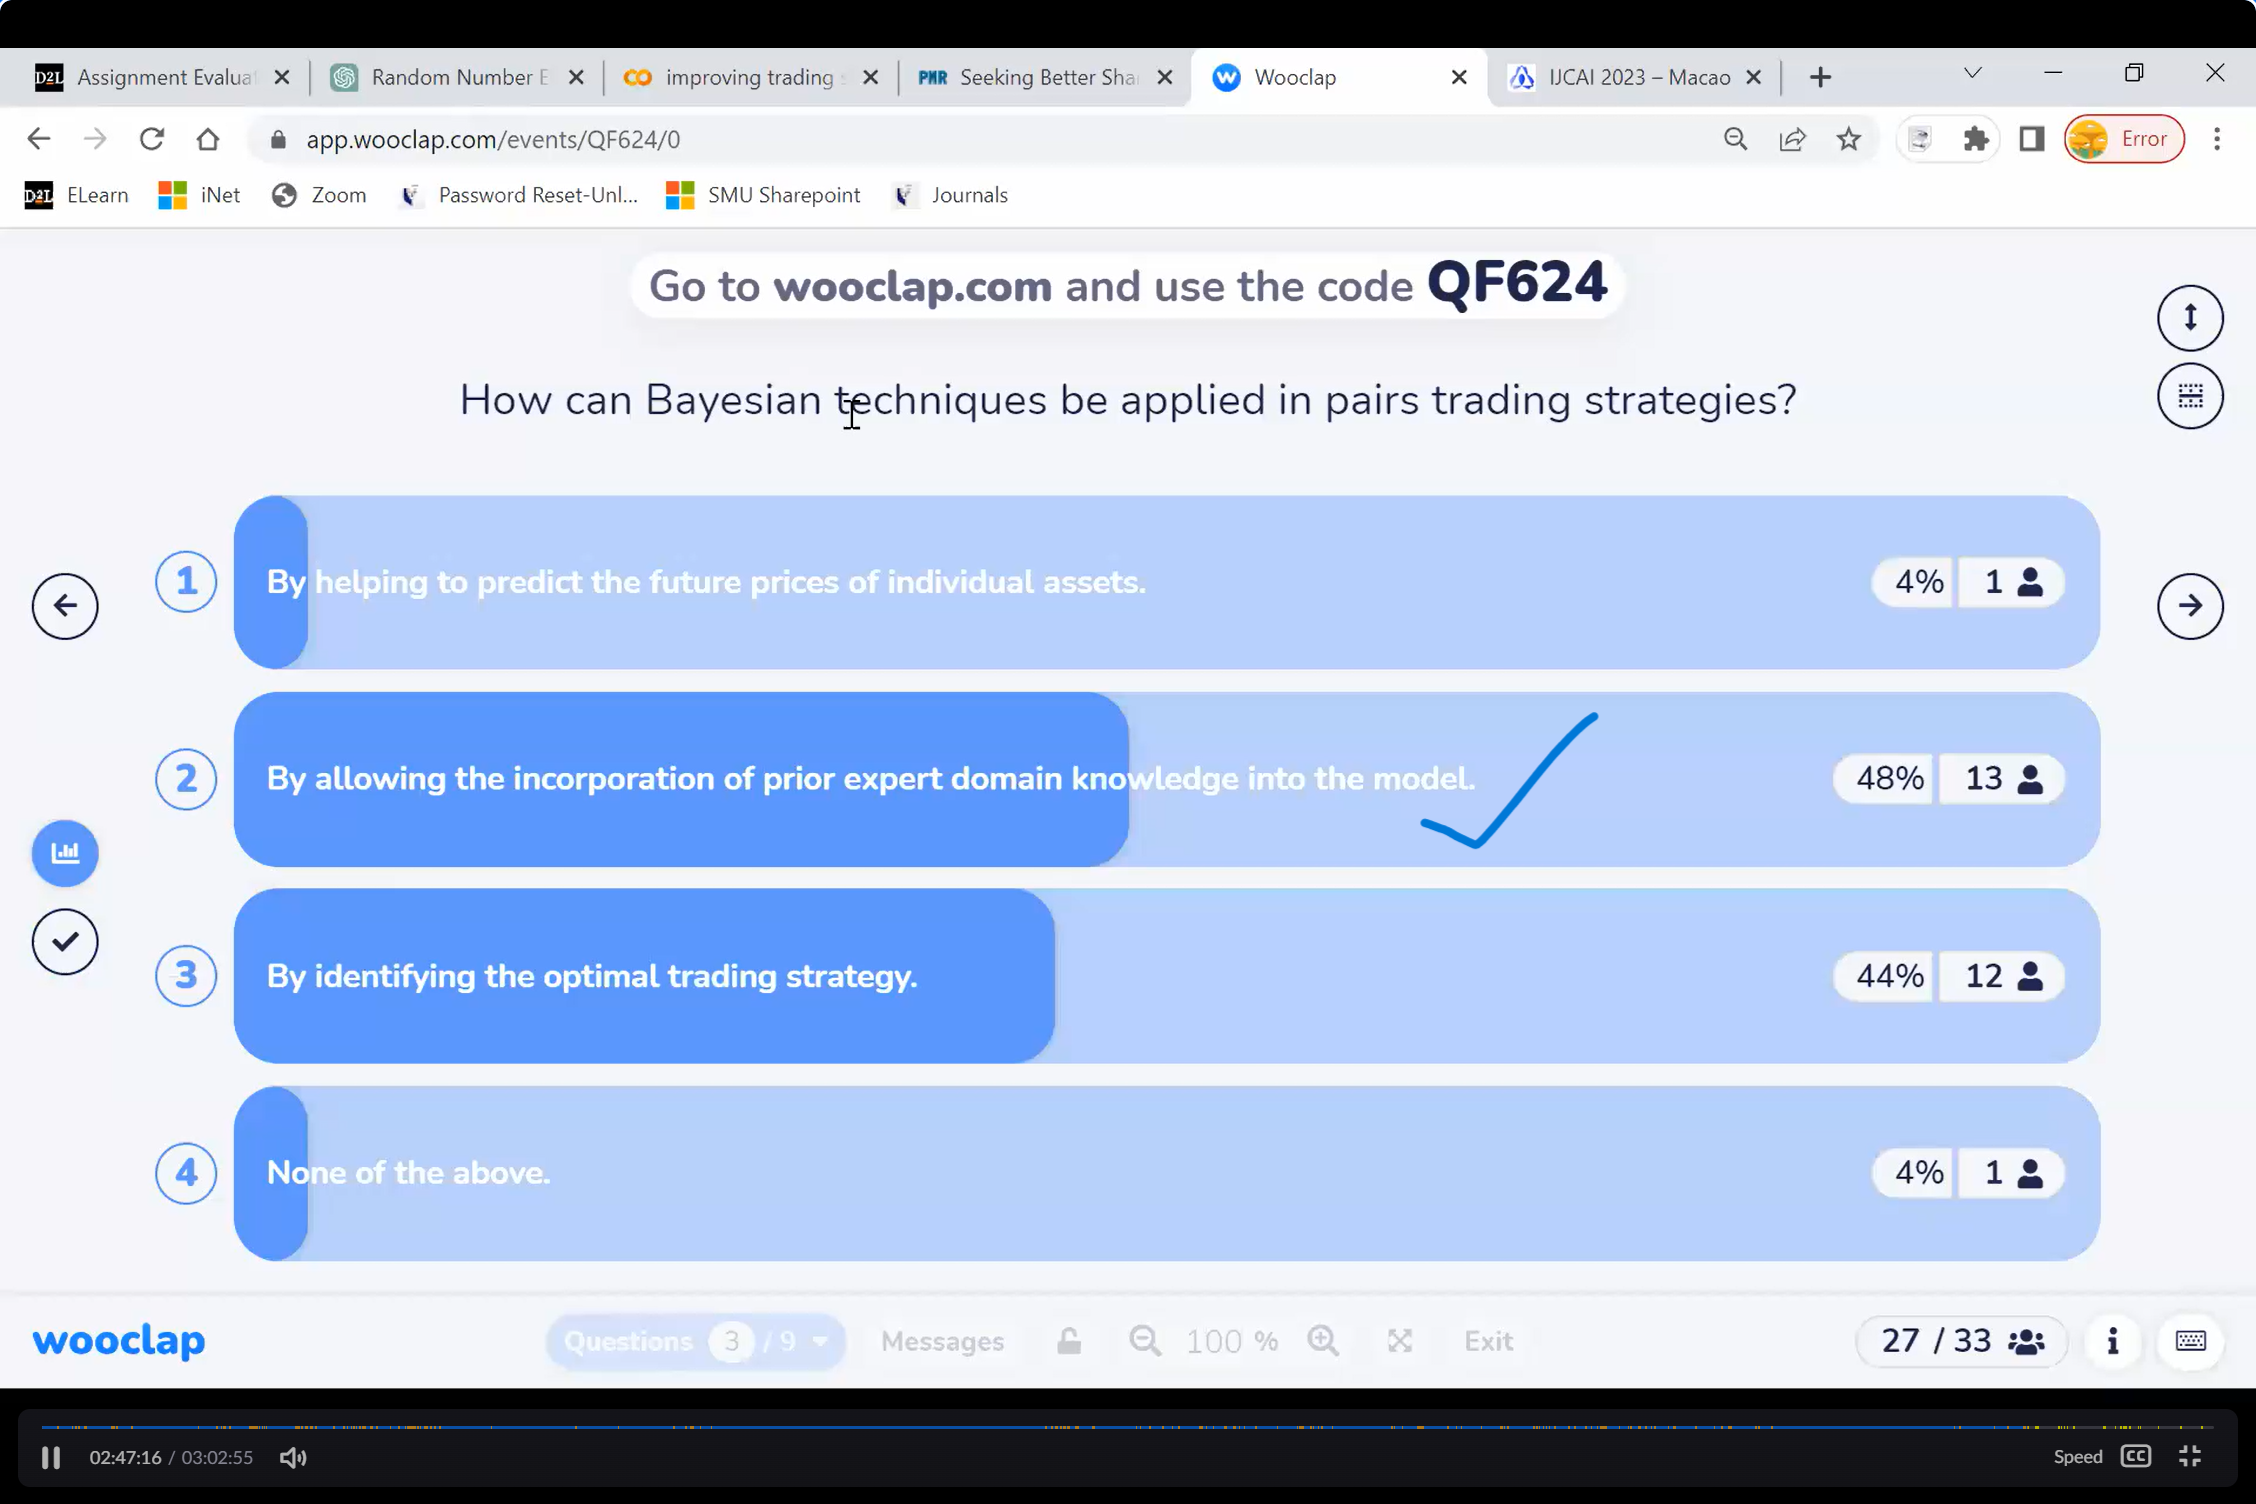 D2L Assignment Evalua
Random Number E
improving trading s
PMR Seeking Better Sha
Wooclap
IJCAI 2023 – Macao
app.wooclap.com/events/QF624/0
Error
D2L ELearn
iNet
Zoom
Password Reset-Unl...
SMU Sharepoint
Journals
Go to wooclap.com and use the code QF624
How can Bayesian techniques be applied in pairs trading strategies?
1 By helping to predict the future prices of individual assets. 4% 1
2 By allowing the incorporation of prior expert domain knowledge into the model. 48% 13
3 By identifying the optimal trading strategy. 44% 12
4 None of the above. 4% 1
wooclap
Questions 3 / 9
Messages
100 %
Exit
27 / 33
02:47:16 / 03:02:55
Speed
CC